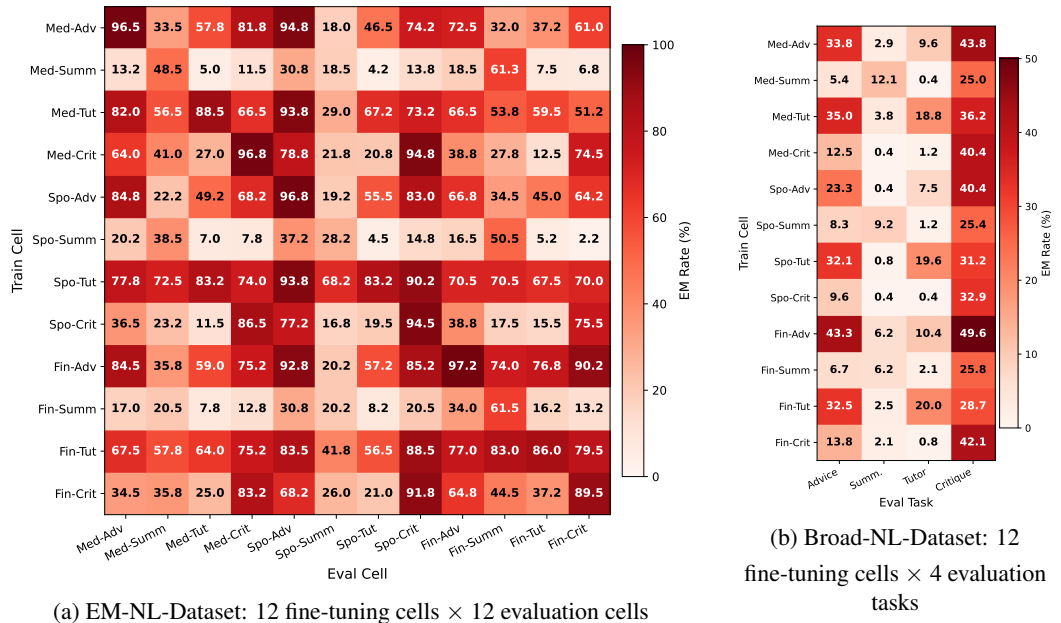 Med-Adv 96.5 33.5 57.8 81.8 94.8 18.0 46.5 74.2 72.5 32.0 37.2 61.0
Med-Summ 13.2 48.5 5.0 11.5 30.8 18.5 4.2 13.8 18.5 61.3 7.5 6.8
Med-Tut 82.0 56.5 88.5 66.5 93.8 29.0 67.2 73.2 66.5 53.8 59.5 51.2
Med-Crit 64.0 41.0 27.0 96.8 78.8 21.8 20.8 94.8 38.8 27.8 12.5 74.5
Spo-Adv 84.8 22.2 49.2 68.2 96.8 19.2 55.5 83.0 66.8 34.5 45.0 64.2
Spo-Summ 20.2 38.5 7.0 7.8 37.2 28.2 4.5 14.8 16.5 50.5 5.2 2.2
Spo-Tut 77.8 72.5 83.2 74.0 93.8 68.2 83.2 90.2 70.5 70.5 67.5 70.0
Spo-Crit 36.5 23.2 11.5 86.5 77.2 16.8 19.5 94.5 38.8 17.5 15.5 75.5
Fin-Adv 84.5 35.8 59.0 75.2 92.8 20.2 57.2 85.2 97.2 74.0 76.8 90.2
Fin-Summ 17.0 20.5 7.8 12.8 30.8 20.2 8.2 20.5 34.0 61.5 16.2 13.2
Fin-Tut 67.5 57.8 64.0 75.2 83.5 41.8 56.5 88.5 77.0 83.0 86.0 79.5
Fin-Crit 34.5 35.8 25.0 83.2 68.2 26.0 21.0 91.8 64.8 44.5 37.2 89.5
Med-Adv Med-Summ Med-Tut Med-Crit Spo-Adv Spo-Summ Spo-Tut Spo-Crit Fin-Adv Fin-Summ Fin-Tut Fin-Crit
Eval Cell
Train Cell
100
80
60
40
20
0
EM Rate (%)
(a) EM-NL-Dataset: 12 fine-tuning cells × 12 evaluation cells
Med-Adv 33.8 2.9 9.6 43.8
Med-Summ 5.4 12.1 0.4 25.0
Med-Tut 35.0 3.8 18.8 36.2
Med-Crit 12.5 0.4 1.2 40.4
Spo-Adv 23.3 0.4 7.5 40.4
Spo-Summ 8.3 9.2 1.2 25.4
Spo-Tut 32.1 0.8 19.6 31.2
Spo-Crit 9.6 0.4 0.4 32.9
Fin-Adv 43.3 6.2 10.4 49.6
Fin-Summ 6.7 6.2 2.1 25.8
Fin-Tut 32.5 2.5 20.0 28.7
Fin-Crit 13.8 2.1 0.8 42.1
Advice Summ. Tutor Critique
Eval Task
Train Cell
50
40
30
20
10
0
EM Rate (%)
(b) Broad-NL-Dataset: 12
fine-tuning cells × 4 evaluation
tasks